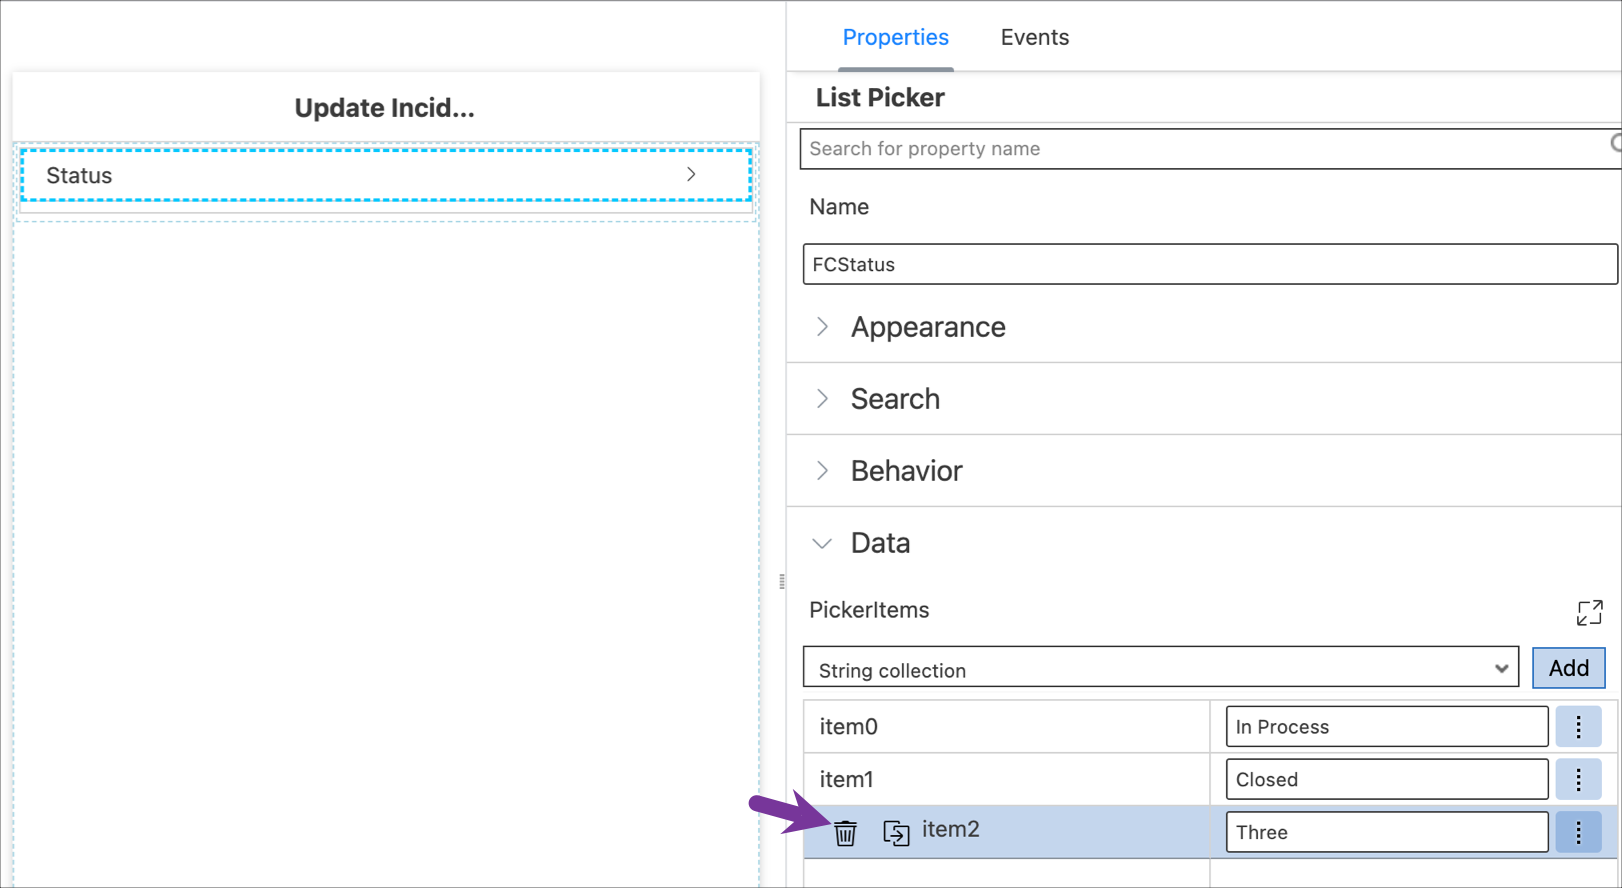 Properties
Events
Update Incid...
List Picker
Search for property name
Status
Name
FCStatus
Appearance
Search
Behavior
Data
PickerItems
String collection
Add
item0
In Process
item1
Closed
item2
Three